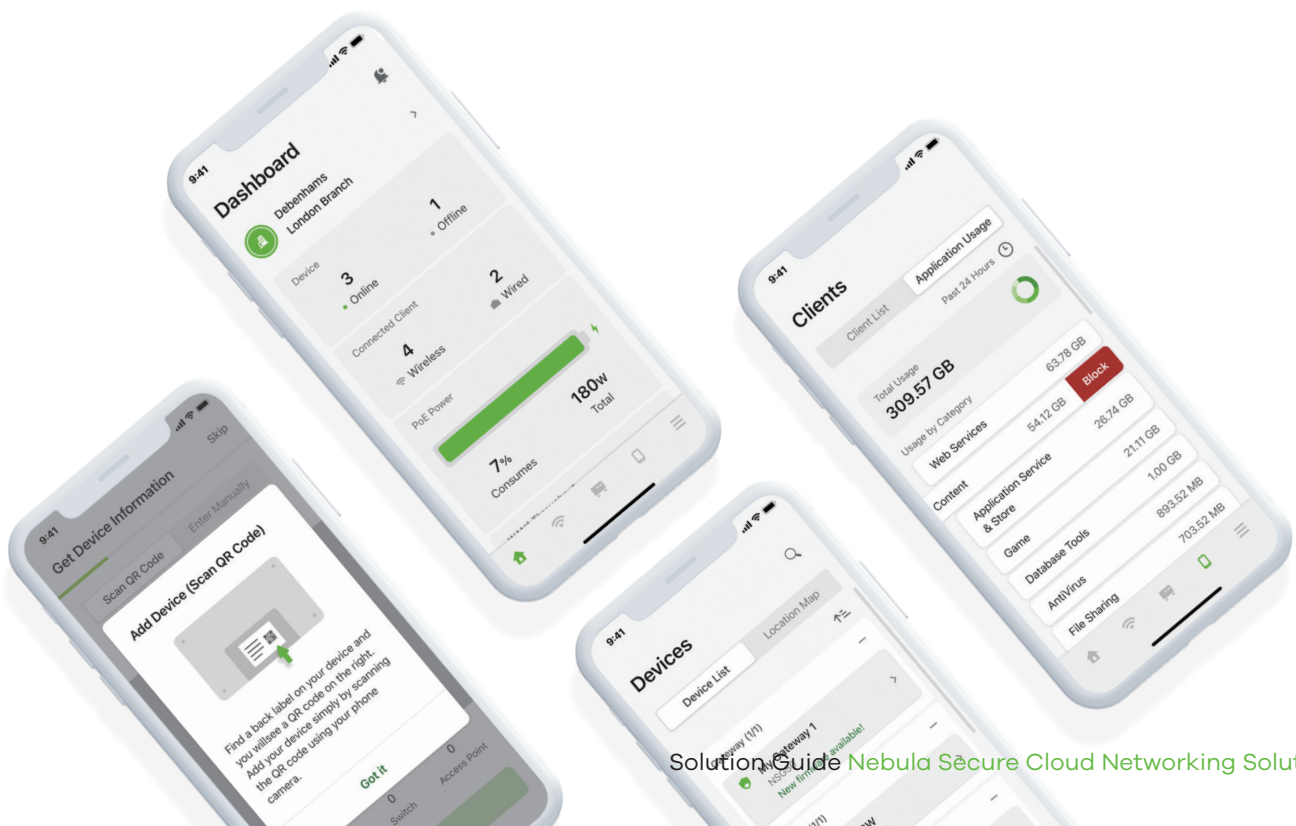 9:41
Dashboard
Debenhams
London Branch
Device
3
Online
1
Offline
Connected Client
4
Wireless
2
Wired
PoE Power
7%
Consumes
180w
Total
9:41
Clients
Client List
Application Usage
Past 24 Hours
Total Usage
309.57 GB
Usage by Category
Web Services 63.78 GB
Content 54.12 GB Block
Application Service
& Store 26.74 GB
Game 21.11 GB
Database Tools 1.00 GB
AntiVirus 893.52 MB
File Sharing 703.52 MB
9:41
Skip
Get Device Information
Scan QR Code
Enter Manually
Add Device (Scan QR Code)
Find a back label on your device and
you willsee a QR code on the right.
Add your device simply by scanning
the QR code using your phone
camera.
Got it
0
Switch
0
Access Point
9:41
Devices
Device List
Location Map
(1/1)
My Gateway 1
New available!
(1/1)
Solution Guide Nebula Secure Cloud Networking